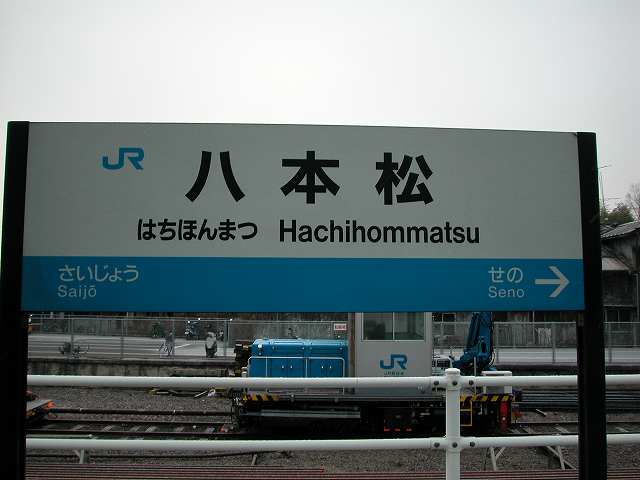 JR
八本松
はちほんまつ Hachihommatsu
さいじょう
Saijō
せの
Seno
JR